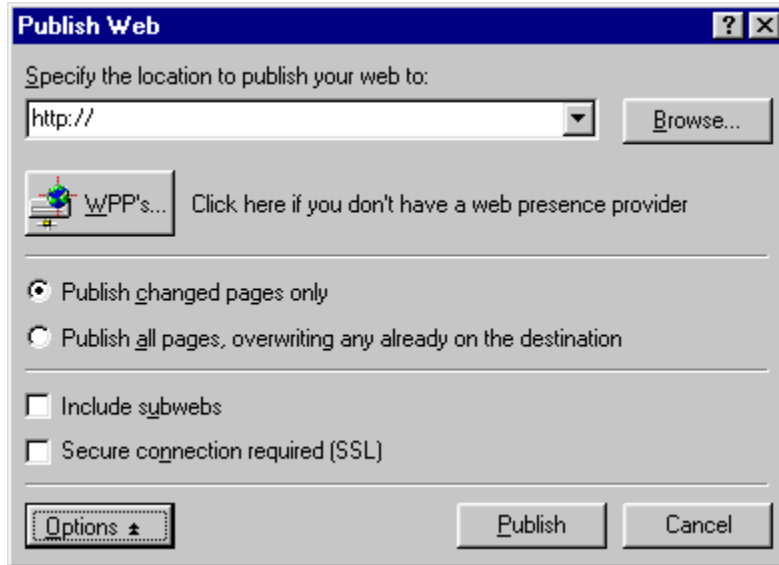 Publish Web
Specify the location to publish your web to:
http://
Browse...
WPP's...
Click here if you don't have a web presence provider
Publish changed pages only
Publish all pages, overwriting any already on the destination
Include subwebs
Secure connection required (SSL)
Options
Publish
Cancel